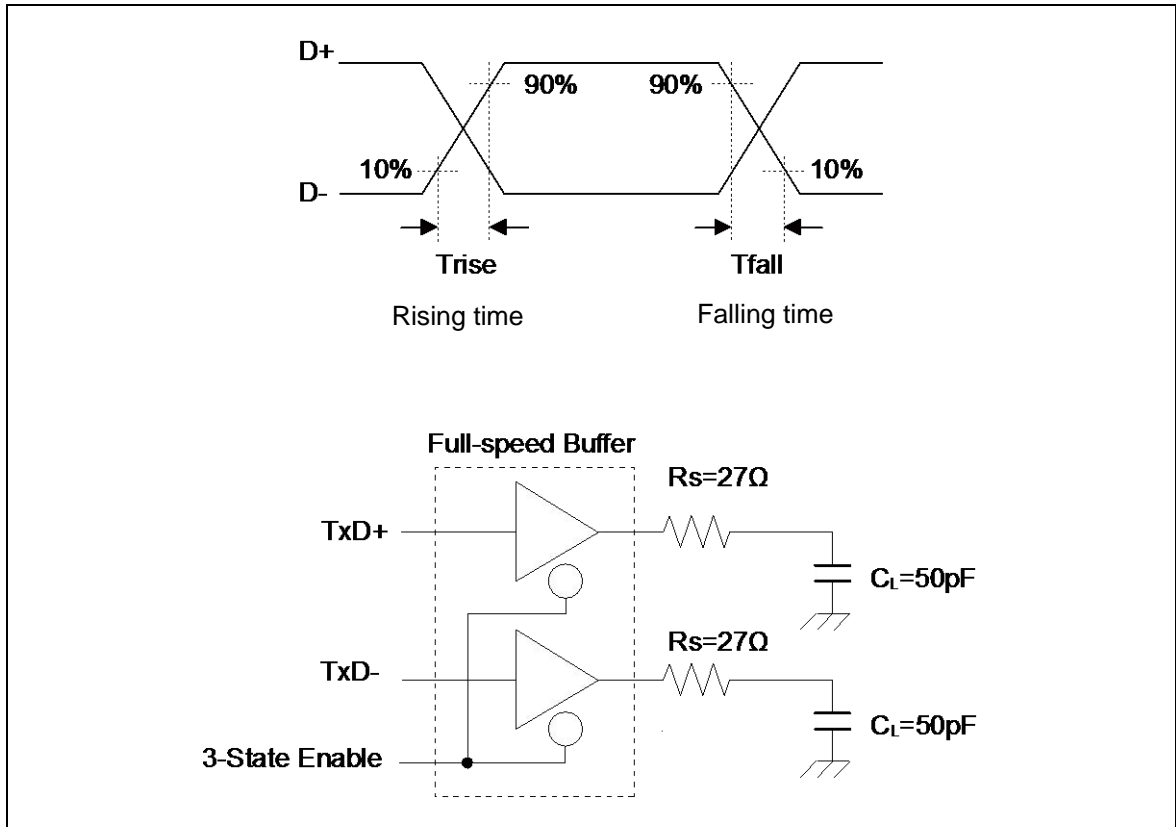 D+
90% 90%
10% 10%
D-
Trise Tfall
Rising time Falling time
Full-speed Buffer
Rs=27Ω
TxD+
CL=50pF
Rs=27Ω
TxD-
CL=50pF
3-State Enable